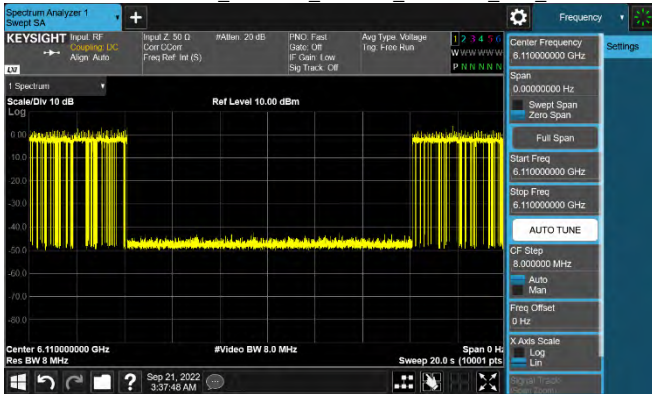 Spectrum Analyzer 1
Swept SA
+
Frequency
KEYSIGHT
Input: RF
Coupling: DC
Align: Auto
Input Z: 50 Ω
Corr CCorr
Freq Ref: Int (S)
#Atten: 20 dB
PNO: Fast
Gate: Off
IF Gain: Low
Sig Track: Off
Avg Type: Voltage
Trig: Free Run
1 2 3 4 5 6
W W W W W W
P N N N N N
LXI
1 Spectrum
Scale/Div 10 dB
Ref Level 10.00 dBm
Log
0.00
-10.0
-20.0
-30.0
-40.0
-50.0
-60.0
-70.0
-80.0
Center 6.110000000 GHz
Res BW 8 MHz
#Video BW 8.0 MHz
Span 0 Hz
Sweep 20.0 s (10001 pts
Center Frequency
6.110000000 GHz
Settings
Span
0.00000000 Hz
Swept Span
Zero Span
Full Span
Start Freq
6.110000000 GHz
Stop Freq
6.110000000 GHz
AUTO TUNE
CF Step
8.000000 MHz
Auto
Man
Freq Offset
0 Hz
X Axis Scale
Log
Lin
Signal Track
(Span Zoom)
?
Sep 21, 2022
3:37:48 AM